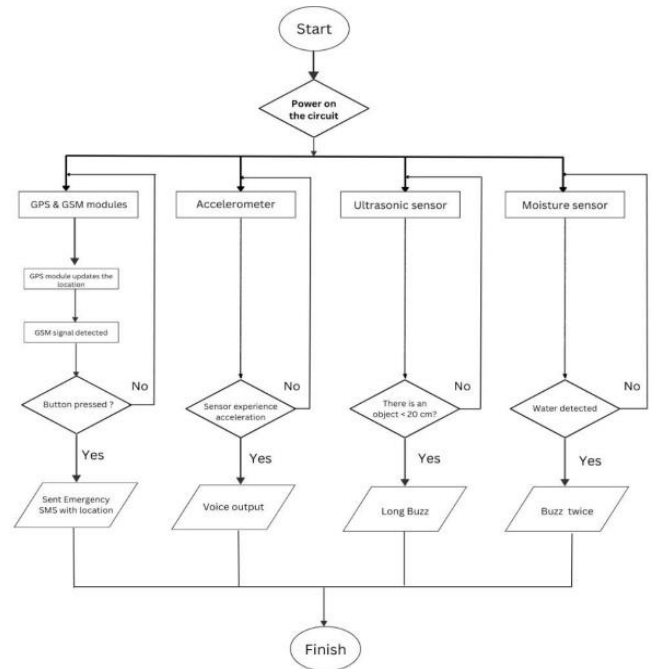 Start
Power on
the circuit
GPS & GSM modules
Accelerometer
Ultrasonic sensor
Moisture sensor
GPS module updates the
location
GSM signal detected
No
No
No
No
Button pressed ?
Sensor experience
acceleration
There is an
object < 20 cm?
Water detected
Yes
Yes
Yes
Yes
Sent Emergency
SMS with location
Voice output
Long Buzz
Buzz twice
Finish